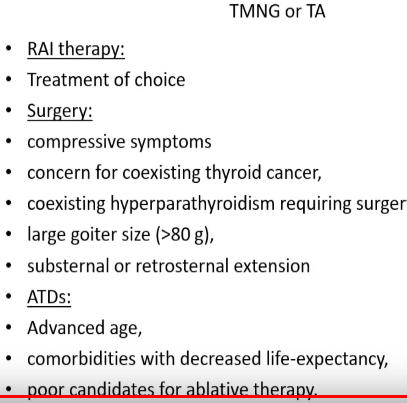 TMNG or TA
• RAI therapy:
• Treatment of choice
• Surgery:
• compressive symptoms
• concern for coexisting thyroid cancer,
• coexisting hyperparathyroidism requiring surger
• large goiter size (>80 g),
• substernal or retrosternal extension
• ATDs:
• Advanced age,
• comorbidities with decreased life-expectancy,
• poor candidates for ablative therapy.